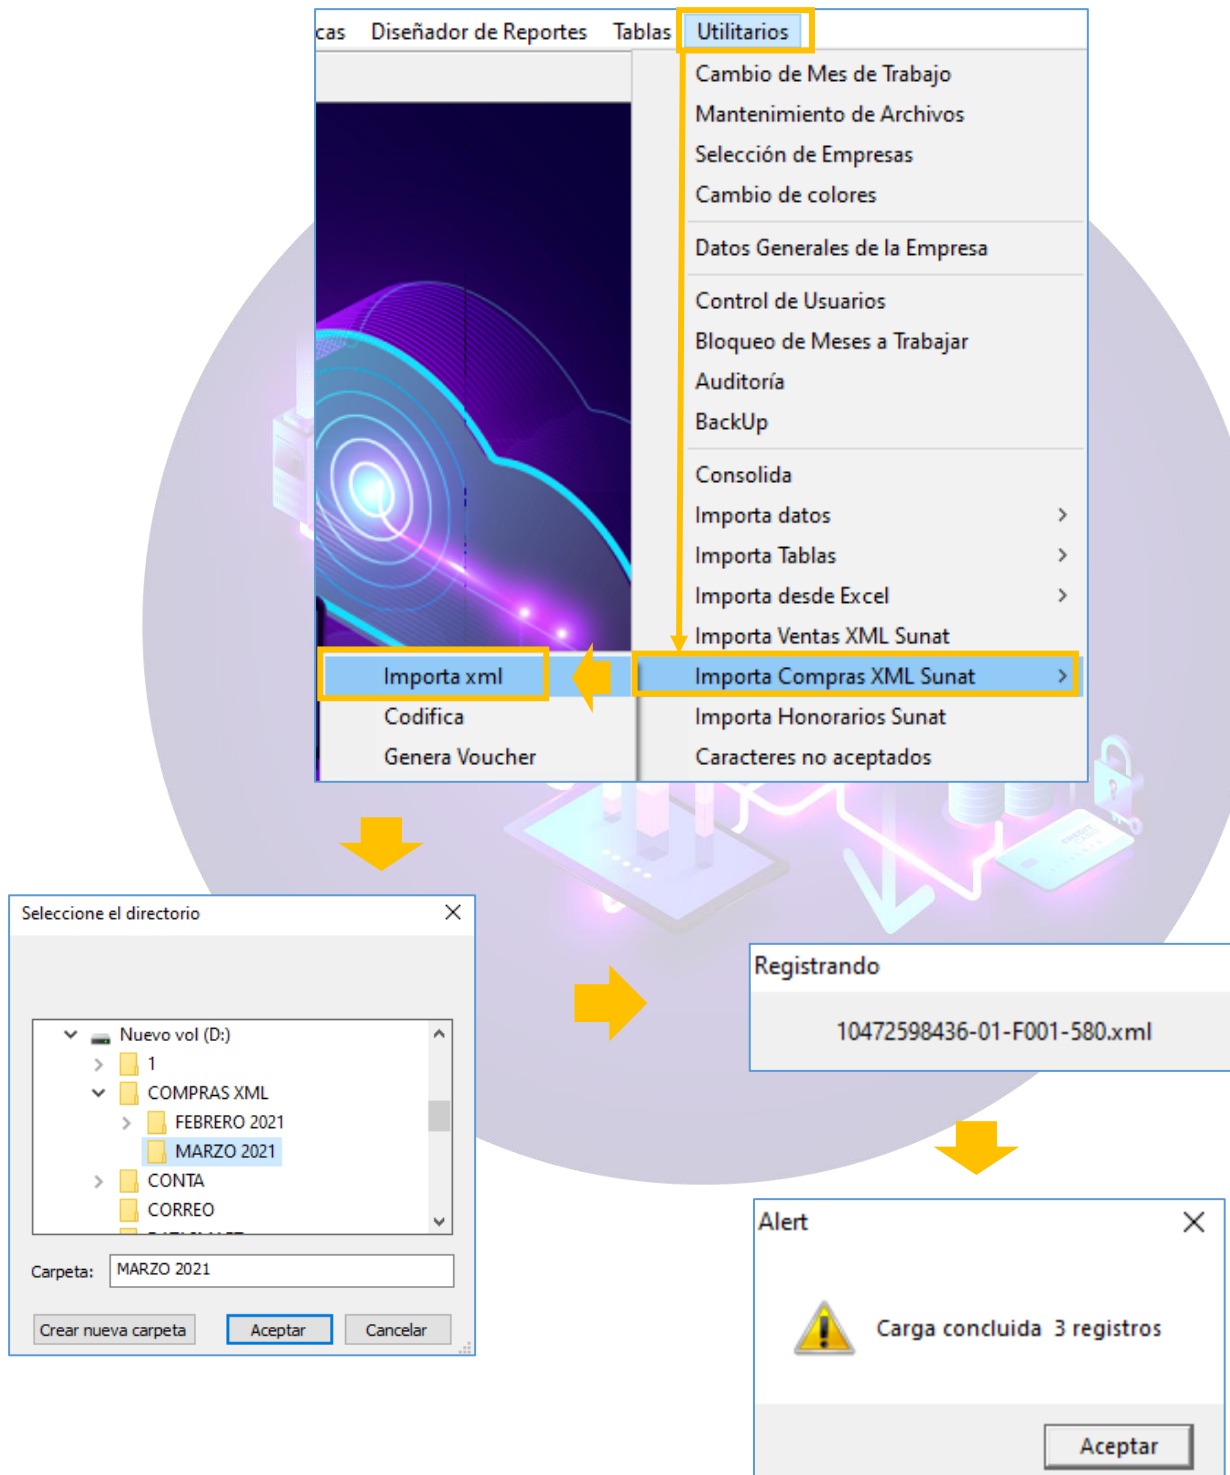 cas Diseñador de Reportes Tablas Utilitarios
Cambio de Mes de Trabajo
Mantenimiento de Archivos
Selección de Empresas
Cambio de colores
Datos Generales de la Empresa
Control de Usuarios
Bloqueo de Meses a Trabajar
Auditoría
BackUp
Consolida
Importa datos
Importa Tablas
Importa desde Excel
Importa Ventas XML Sunat
Importa Compras XML Sunat
Importa Honorarios Sunat
Caracteres no aceptados
Importa xml
Codifica
Genera Voucher
CREDIT CARD
Seleccione el directorio
Nuevo vol (D:)
1
COMPRAS XML
FEBRERO 2021
MARZO 2021
CONTA
CORREO
Carpeta: MARZO 2021
Crear nueva carpeta Aceptar Cancelar
Registrando
10472598436-01-F001-580.xml
Alert
Carga concluida 3 registros
Aceptar